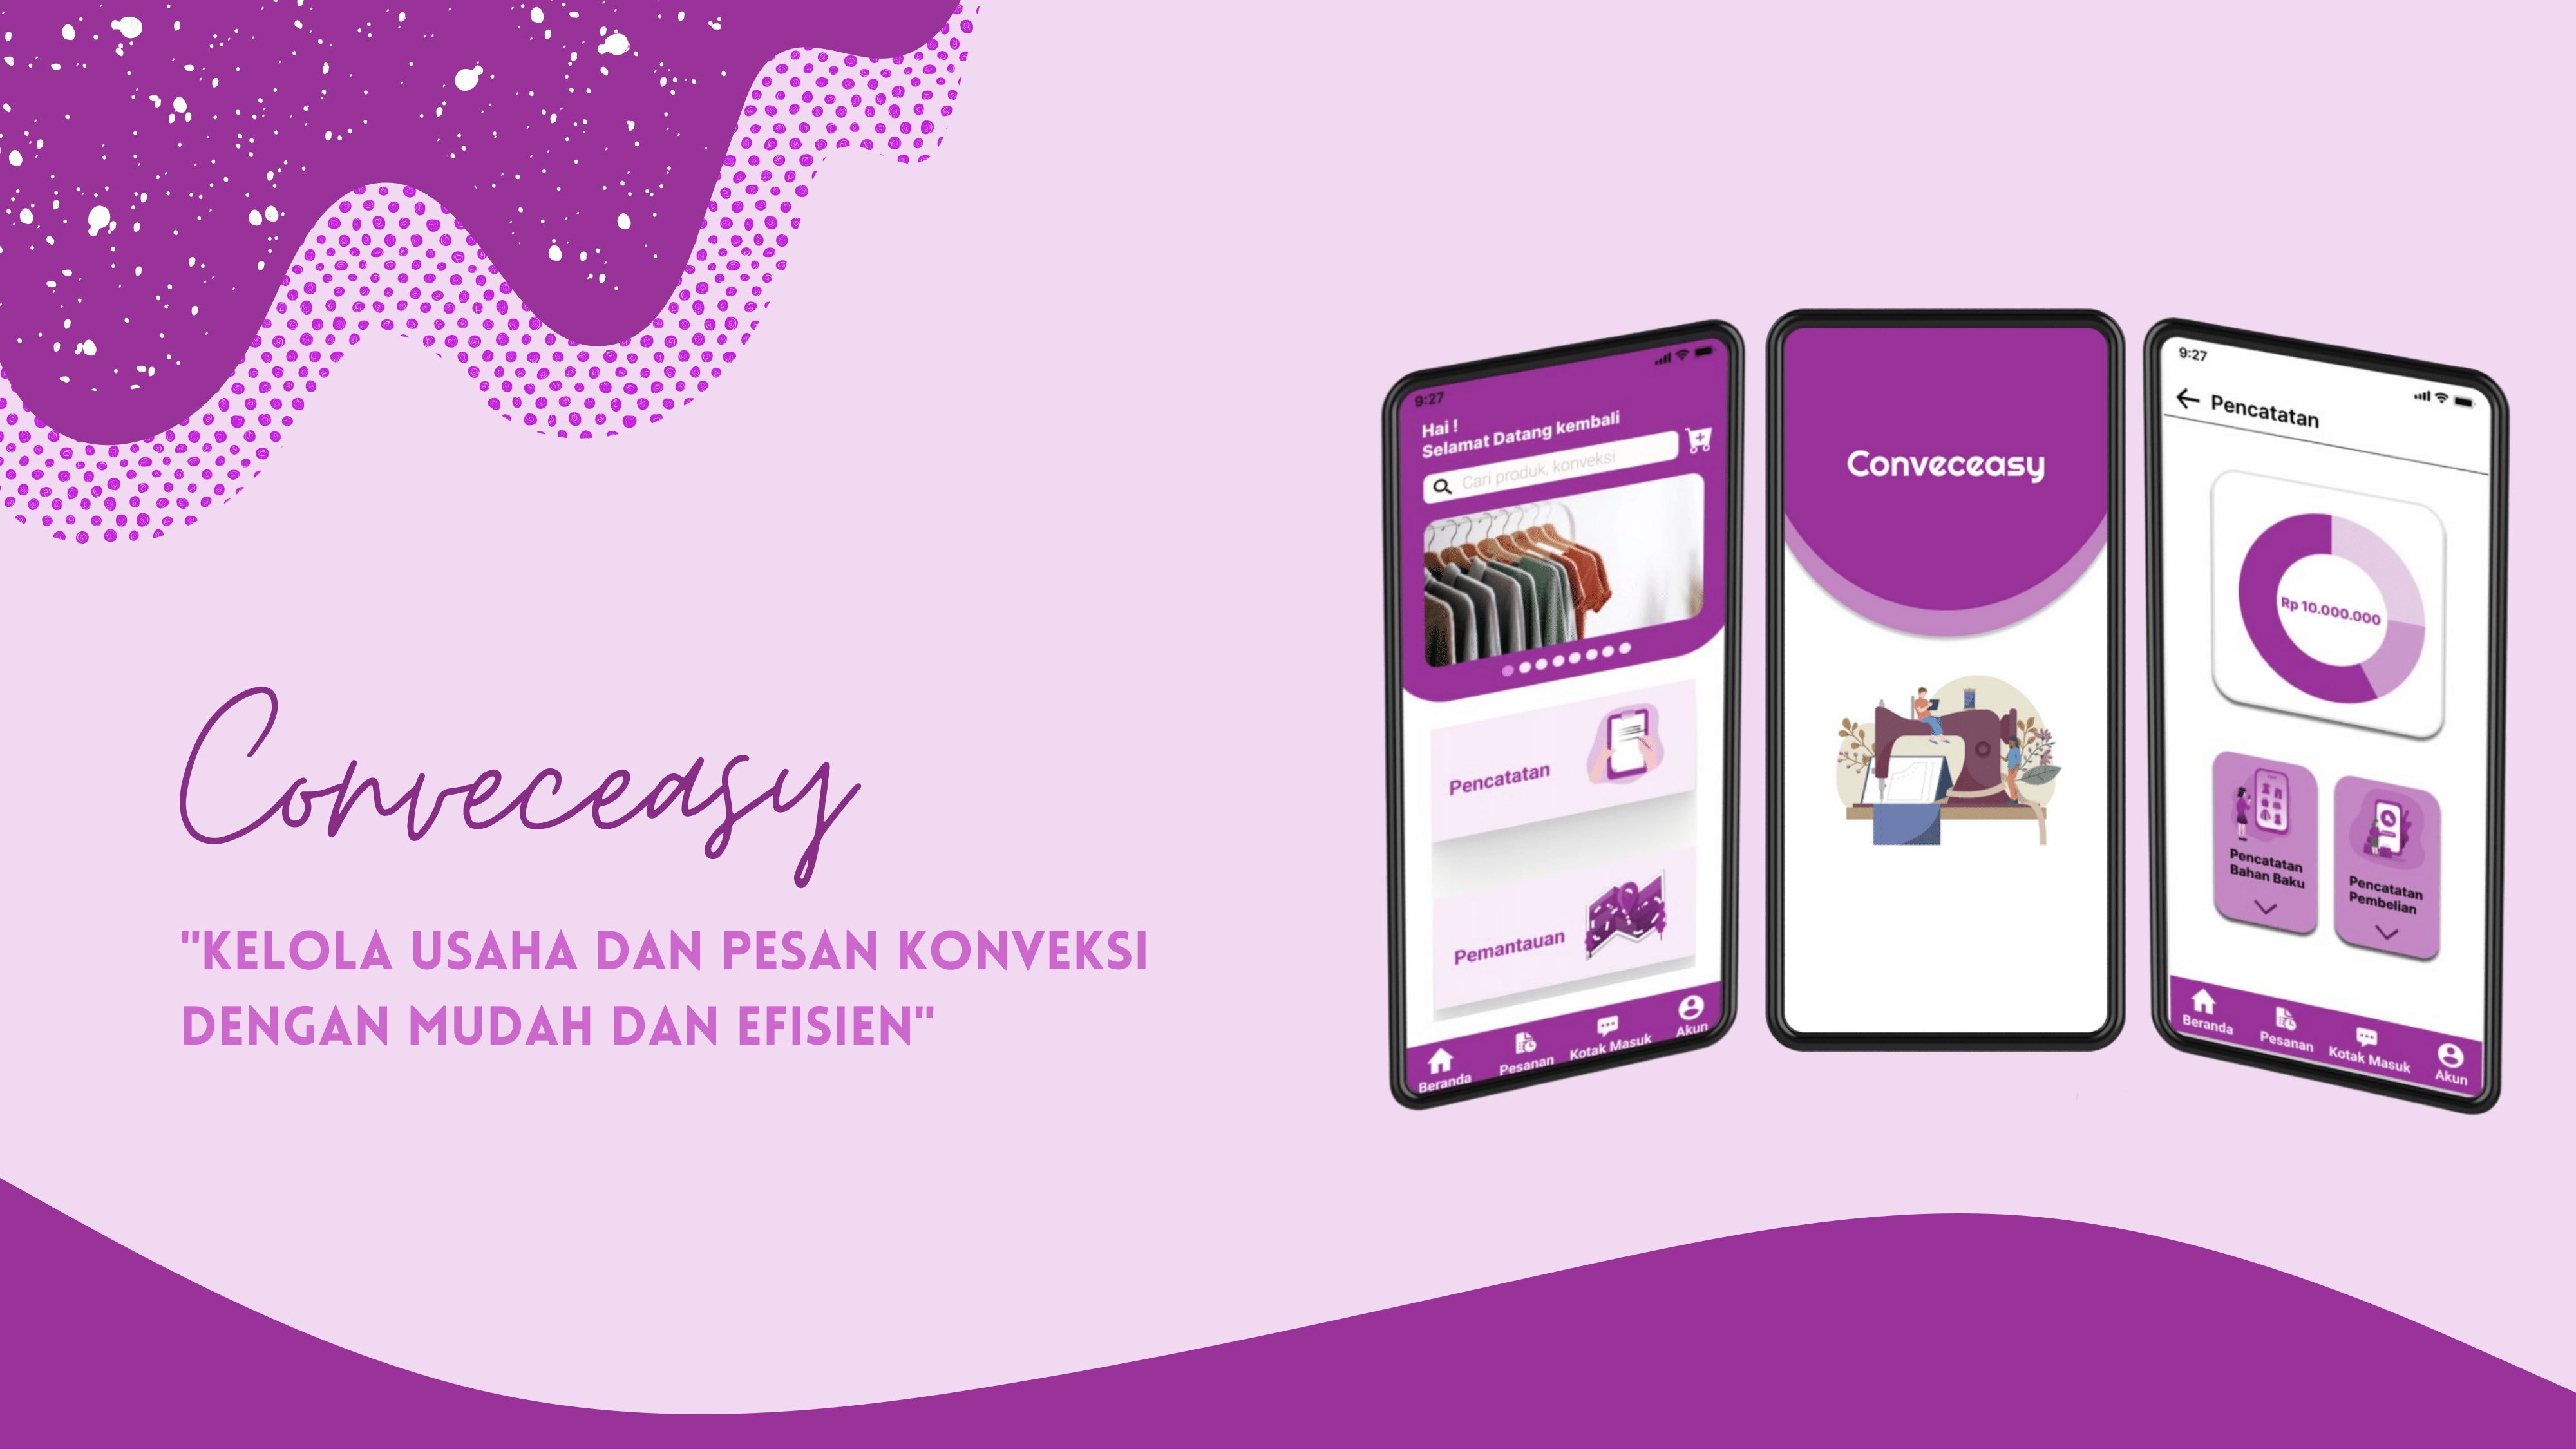 Conveceasy
"KELOLA USAHA DAN PESAN KONVEKSI
DENGAN MUDAH DAN EFISIEN"
9:27
Hai !
Selamat Datang kembali
Cari produk, konveksi
Pencatatan
Pemantauan
Beranda
Pesanan
Kotak Masuk
Akun
Conveceasy
9:27
Pencatatan
Rp 10.000.000
Pencatatan
Bahan Baku
Pencatatan
Pembelian
Beranda
Pesanan
Kotak Masuk
Akun